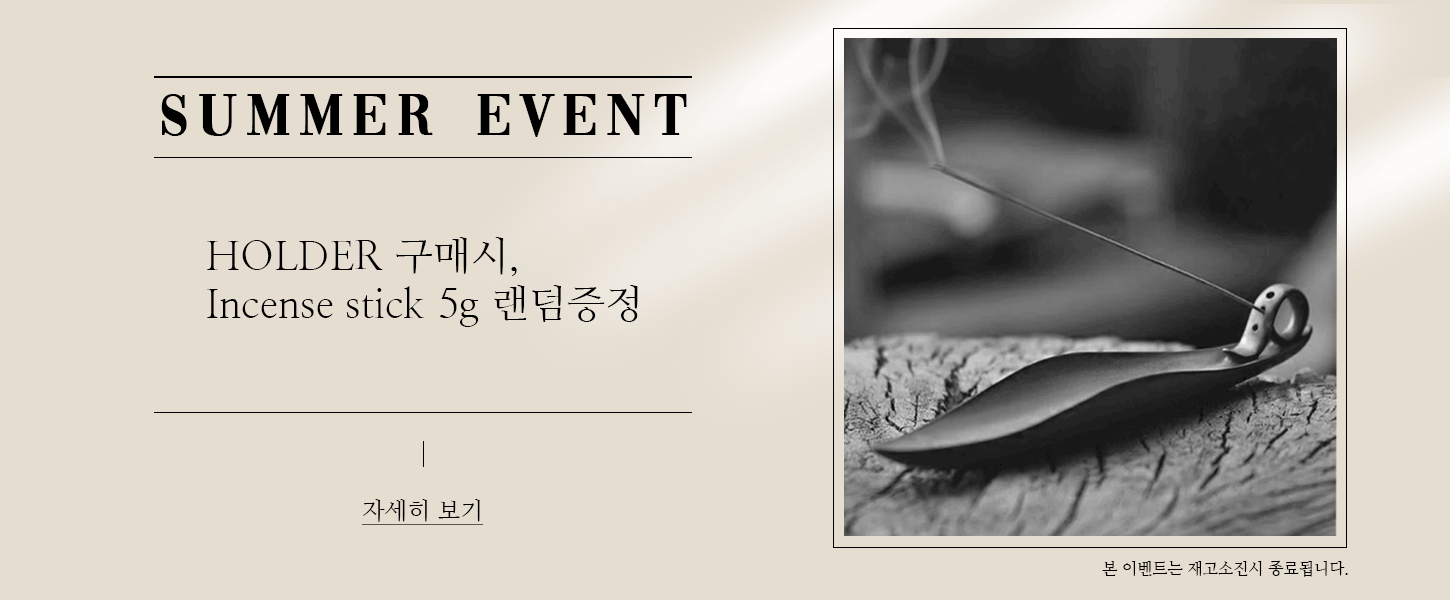 SUMMER EVENT
HOLDER 구매시,
Incense stick 5g 랜덤증정
자세히 보기
본 이벤트는 재고소진시 종료됩니다.